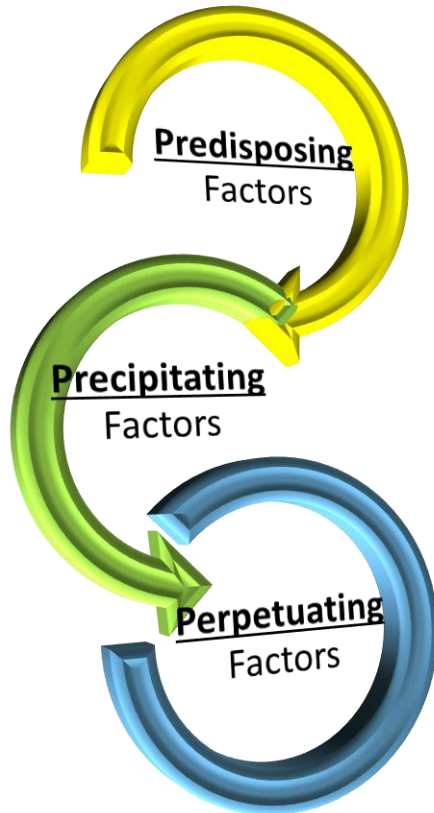 Predisposing
Factors
Precipitating
Factors
Perpetuating
Factors